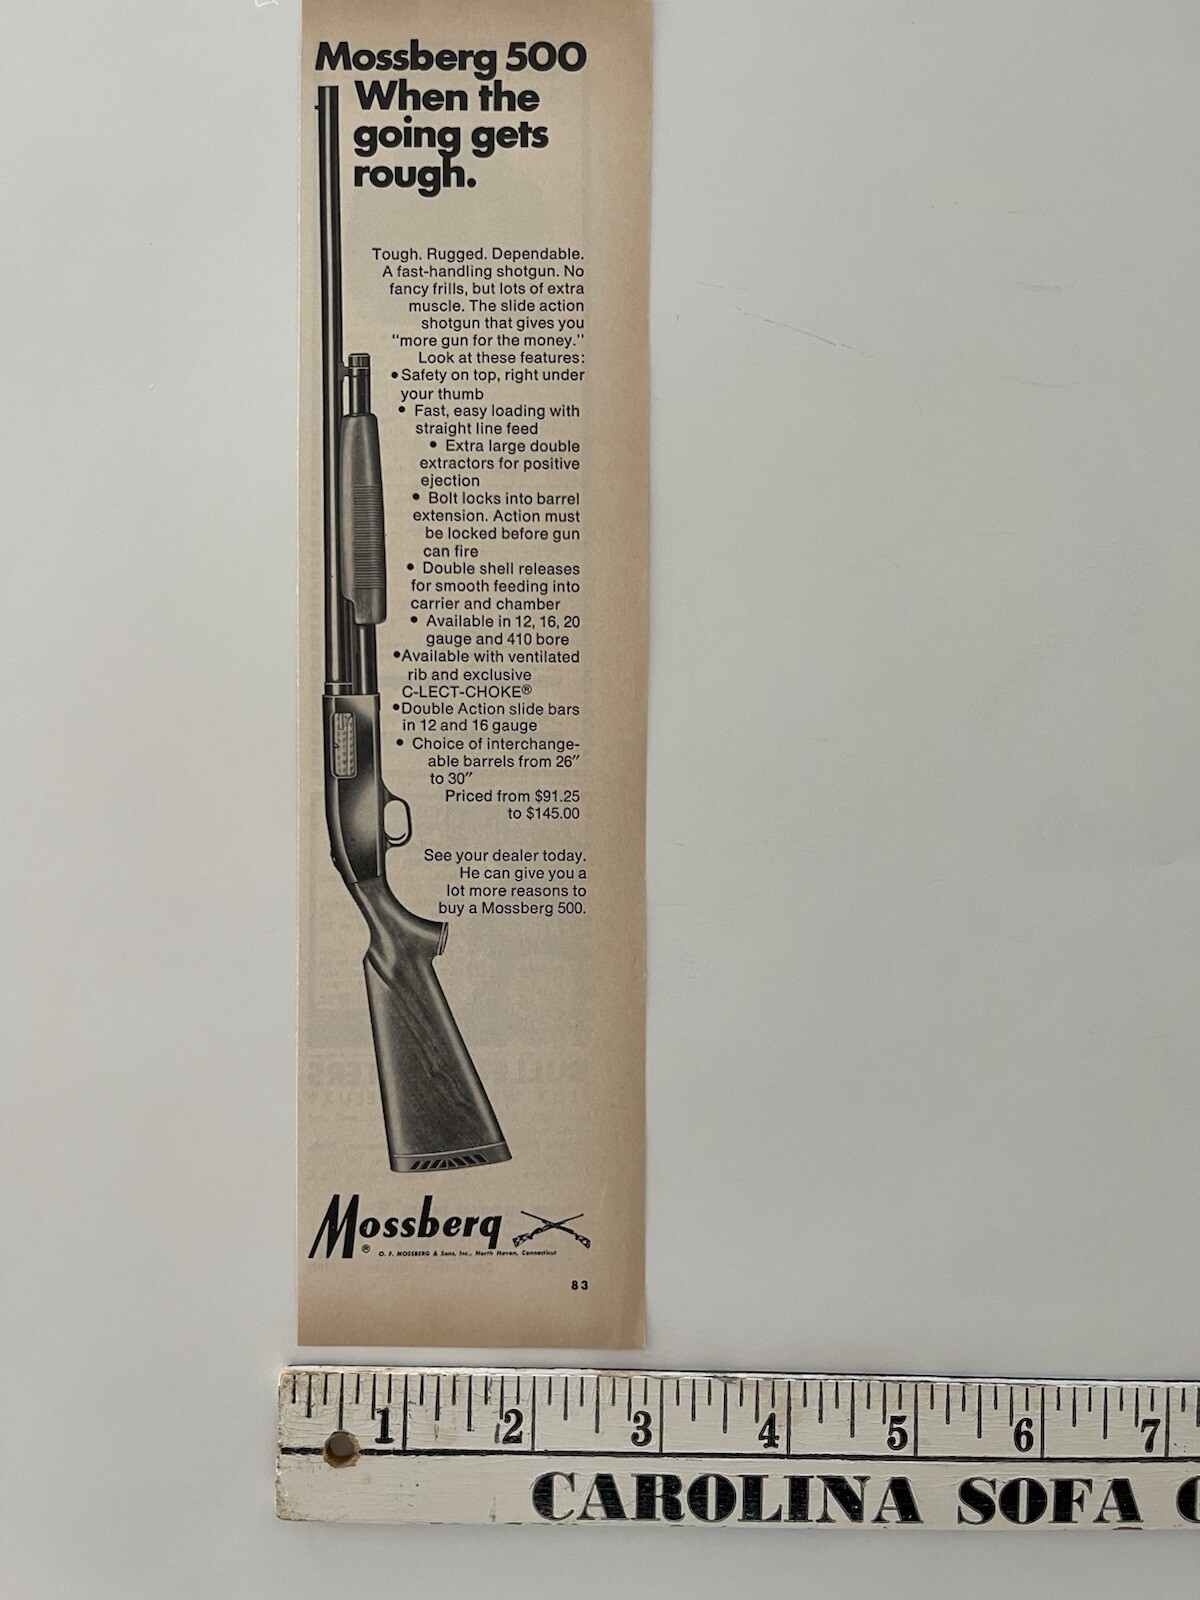 Mossberg 500
When the
going gets
rough.
Tough. Rugged. Dependable.
A fast-handling shotgun. No
fancy frills, but lots of extra
muscle. The slide action
shotgun that gives you
"more gun for the money."
Look at these features:
•Safety on top, right under
your thumb
• Fast, easy loading with
straight line feed
• Extra large double
extractors for positive
ejection
• Bolt locks into barrel
extension. Action must
be locked before gun
can fire
• Double shell releases
for smooth feeding into
carrier and chamber
• Available in 12, 16, 20
gauge and 410 bore
•Available with ventilated
rib and exclusive
C-LECT-CHOKE®
•Double Action slide bars
in 12 and 16 gauge
• Choice of interchange-
able barrels from 26″
to 30″
Priced from $91.25
to $145.00
See your dealer today.
He can give you a
lot more reasons to
buy a Mossberg 500.
Mossberg
® O. F. MOSSBERG & Sons, Inc., North Haven, Connecticut
83
1 2 3 4 5 6 7
CAROLINA SOFA